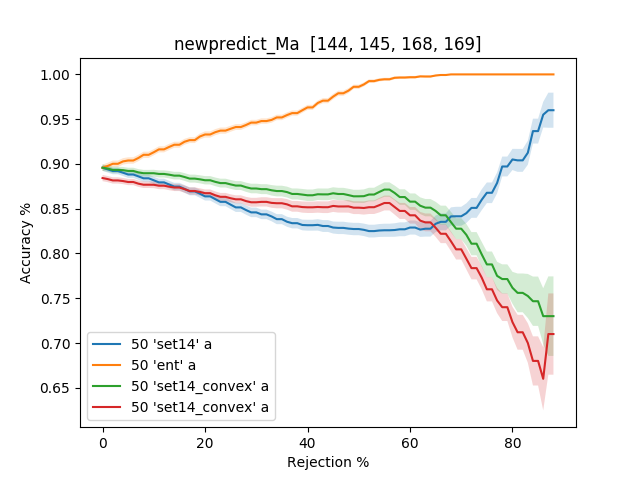 newpredict_Ma  [144, 145, 168, 169]
1.00
0.95
0.90
0.85
0.80
0.75
0.70
0.65
Accuracy %
50 'set14' a
50 'ent' a
50 'set14_convex' a
50 'set14_convex' a
0 20 40 60 80
Rejection %